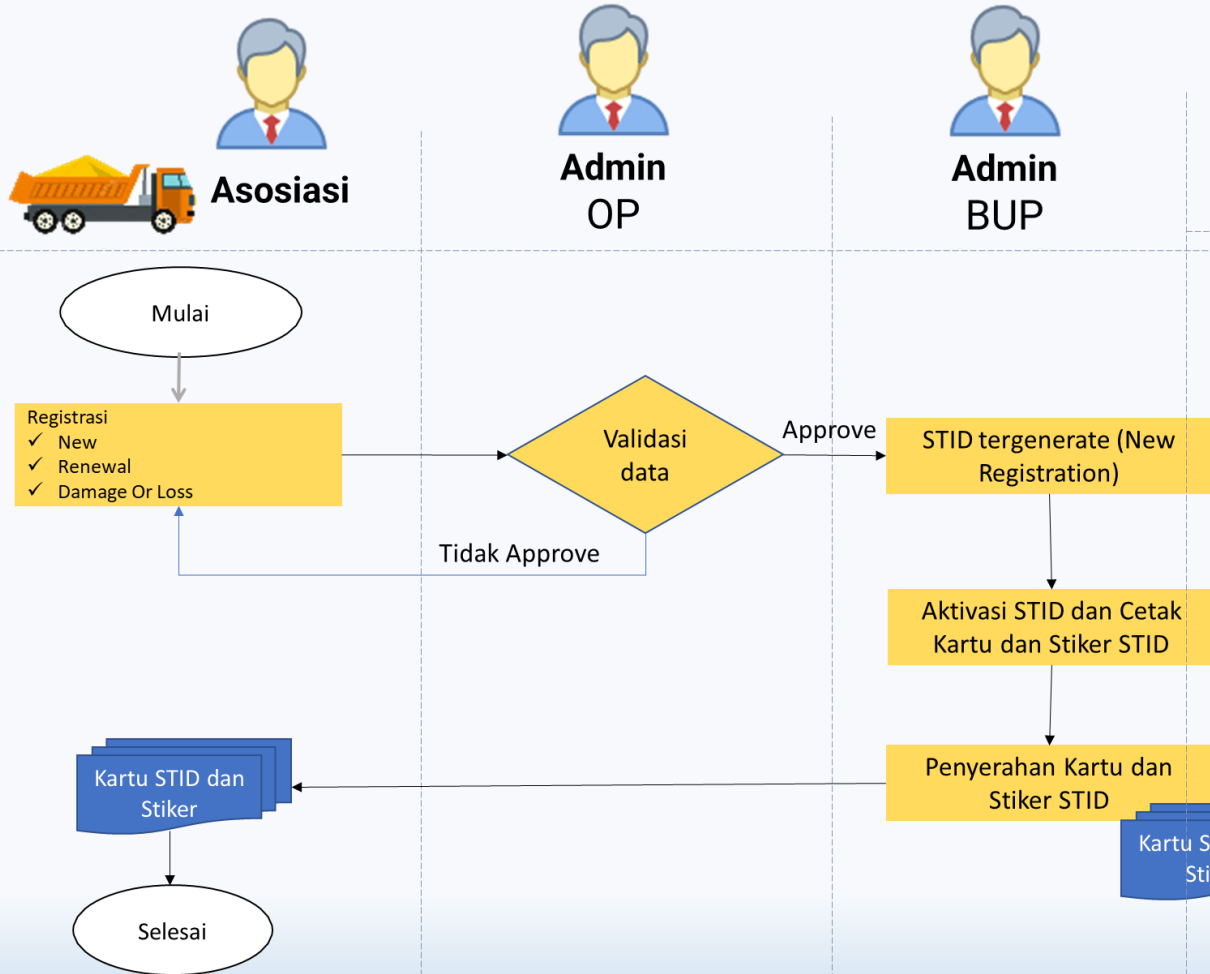 Asosiasi
Admin
OP
Admin
BUP
Mulai
Registrasi
✓ New
✓ Renewal
✓ Damage Or Loss
Validasi
data
Approve
Tidak Approve
STID tergenerate (New
Registration)
Aktivasi STID dan Cetak
Kartu dan Stiker STID
Penyerahan Kartu dan
Stiker STID
Kartu STID dan
Stiker
Kartu S
Sti
Selesai